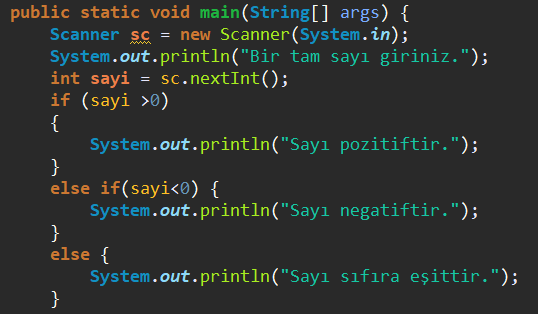 public static void main(String[] args) {
    Scanner sc = new Scanner(System.in);
    System.out.println("Bir tam sayı giriniz.");
    int sayi = sc.nextInt();
    if (sayi >0)
    {
        System.out.println("Sayı pozitiftir.");
    }
    else if(sayi<0) {
        System.out.println("Sayı negatiftir.");
    }
    else {
        System.out.println("Sayı sıfıra eşittir.");
    }